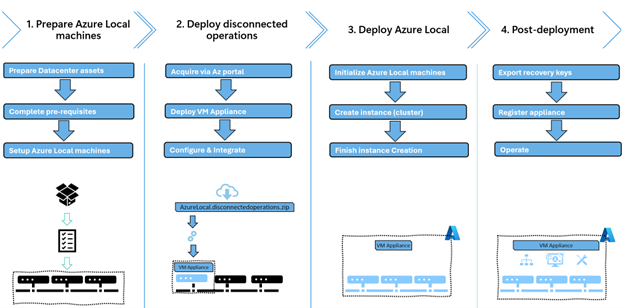 1. Prepare Azure Local
machines
2. Deploy disconnected
operations
3. Deploy Azure Local
4. Post-deployment
Prepare Datacenter assets
Complete pre-requisites
Setup Azure Local machines
Acquire via Az portal
Deploy VM Appliance
Configure & Integrate
AzureLocal.disconnectedoperations.zip
VM Appliance
Initialize Azure Local machines
Create instance (cluster)
Finish instance Creation
VM Appliance
Export recovery keys
Register appliance
Operate
VM Appliance